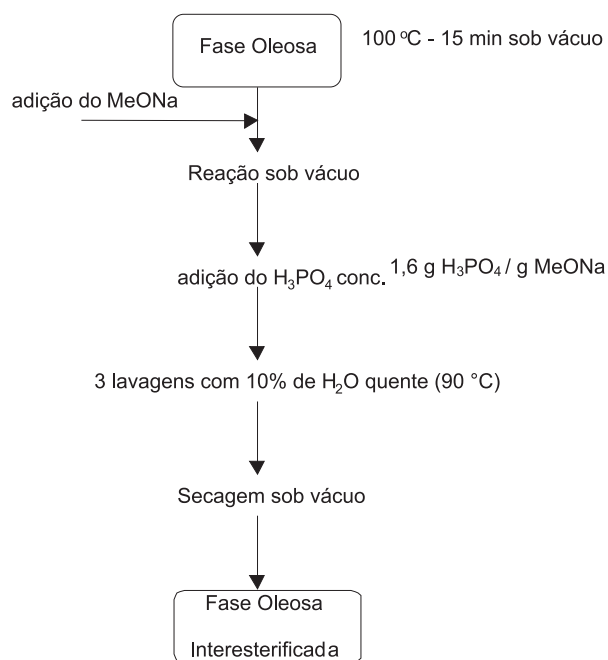 Fase Oleosa
100 ºC - 15 min sob vácuo
adição do MeONa
Reação sob vácuo
adição do H₃PO₄ conc.
1,6 g H₃PO₄ / g MeONa
3 lavagens com 10% de H₂O quente (90 °C)
Secagem sob vácuo
Fase Oleosa
Interesterificada